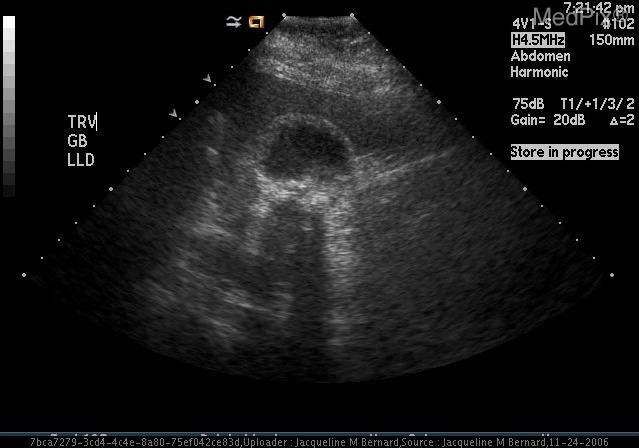 MedPix®
7:21:42 pm
4V1-S #102
H4.5MHz 150mm
Abdomen
Harmonic
75dB T1/+1/3/2
Gain= 20dB Δ=2
Store in progress
TRV
GB
LLD
7bca7279-3cd4-4c4e-8a80-75ef042ce83d,Uploader : Jacqueline M Bernard,Source : Jacqueline M Bernard,11-24-2006